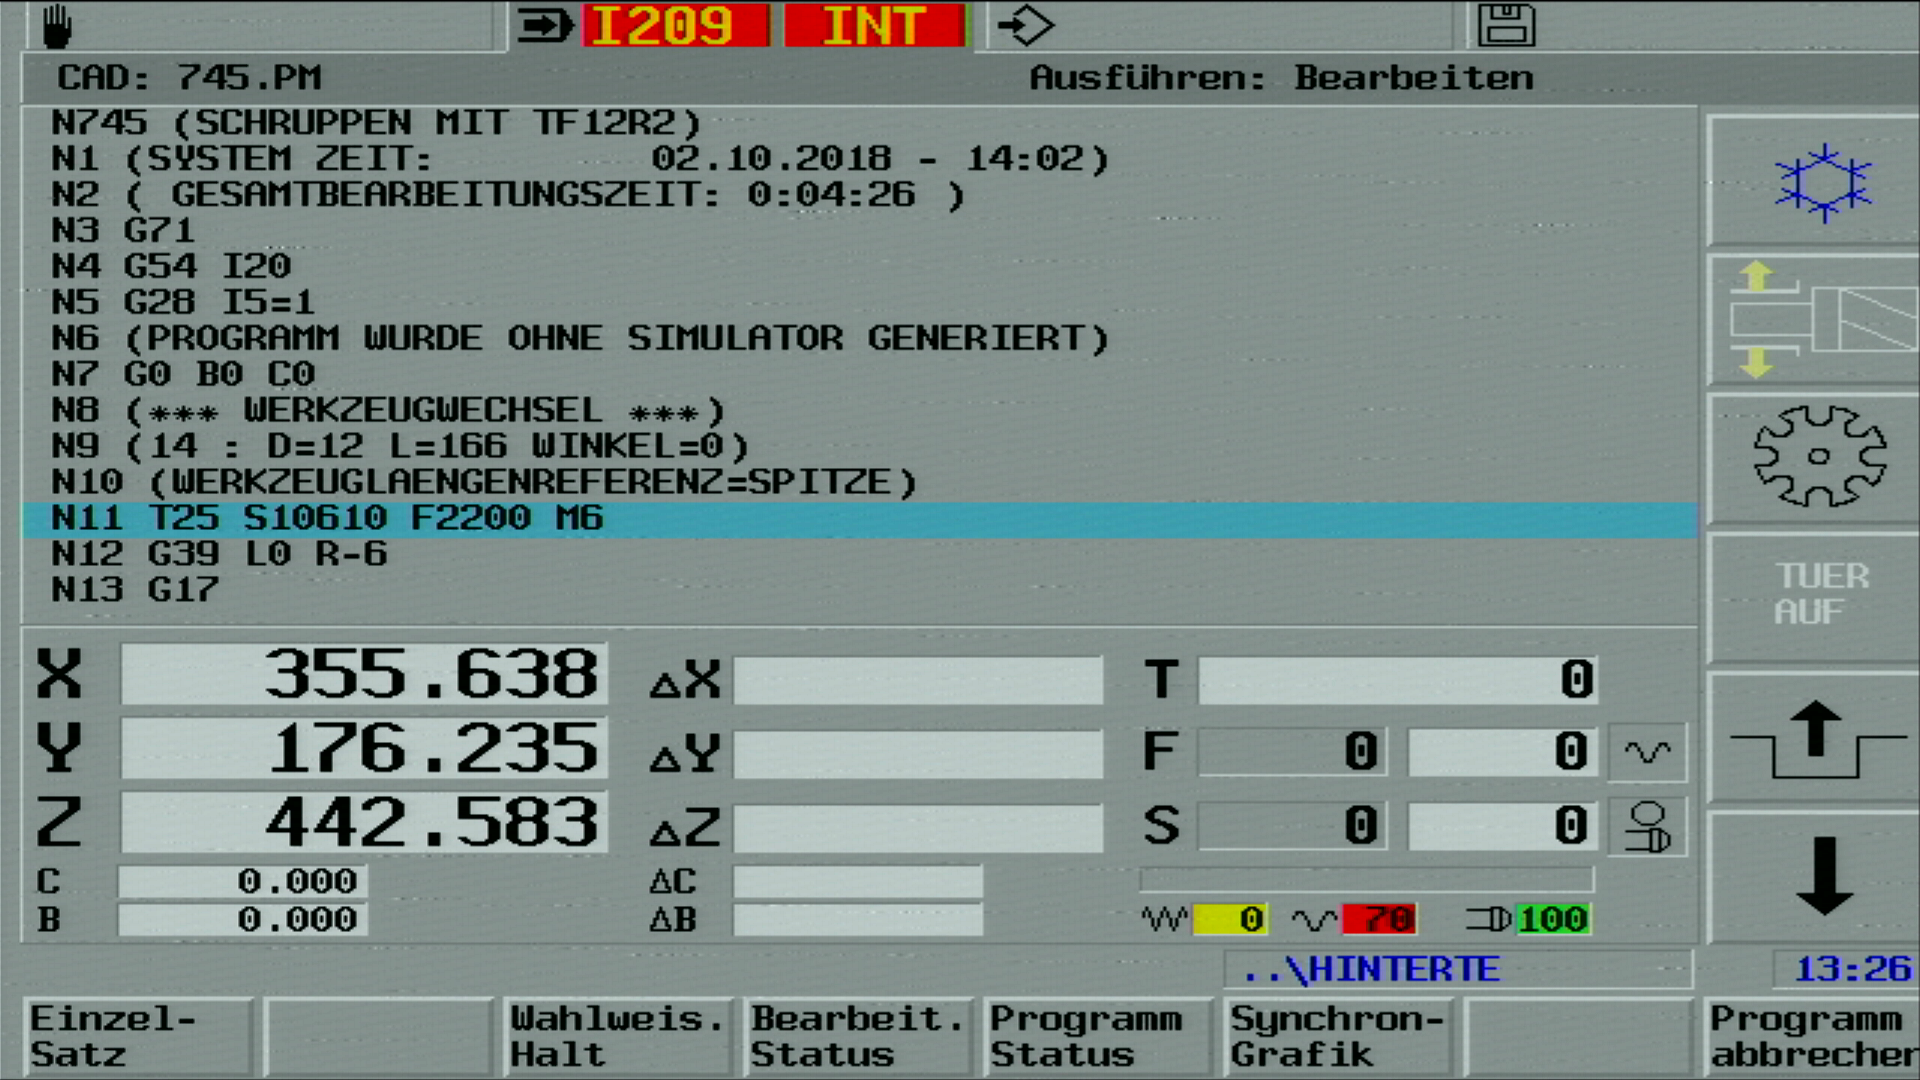 I209 INT
CAD: 745.PM Ausführen: Bearbeiten
N745 (SCHRUPPEN MIT TF12R2)
N1 (SYSTEM ZEIT: 02.10.2018 - 14:02)
N2 ( GESAMTBEARBEITUNGSZEIT: 0:04:26 )
N3 G71
N4 G54 I20
N5 G28 I5=1
N6 (PROGRAMM WURDE OHNE SIMULATOR GENERIERT)
N7 G0 B0 C0
N8 (*** WERKZEUGWECHSEL ***)
N9 (14 : D=12 L=166 WINKEL=0)
N10 (WERKZEUGLAENGENREFERENZ=SPITZE)
N11 T25 S10610 F2200 M6
N12 G39 L0 R-6
N13 G17
TUER
AUF
X 355.638 ΔX T 0
Y 176.235 ΔY F 0 0
Z 442.583 ΔZ S 0 0
C 0.000 ΔC
B 0.000 ΔB 0 70 100
..\HINTERTE 13:26
Einzel-
Satz
Wahlweis.
Halt
Bearbeit.
Status
Programm
Status
Synchron-
Grafik
Programm
abbrechen